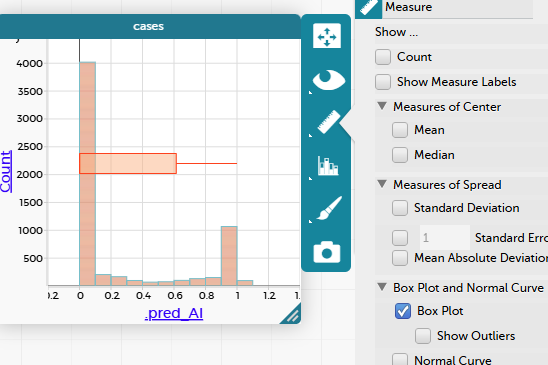 cases
Measure
Show ...
Count
Show Measure Labels
Measures of Center
Mean
Median
Measures of Spread
Standard Deviation
1 Standard Erro
Mean Absolute Deviation
Box Plot and Normal Curve
Box Plot
Show Outliers
Normal Curve
4000
3500
3000
2500
2000
1500
1000
500
Count
0.2 0 0.2 0.4 0.6 0.8 1 1.2 1.
.pred_AI